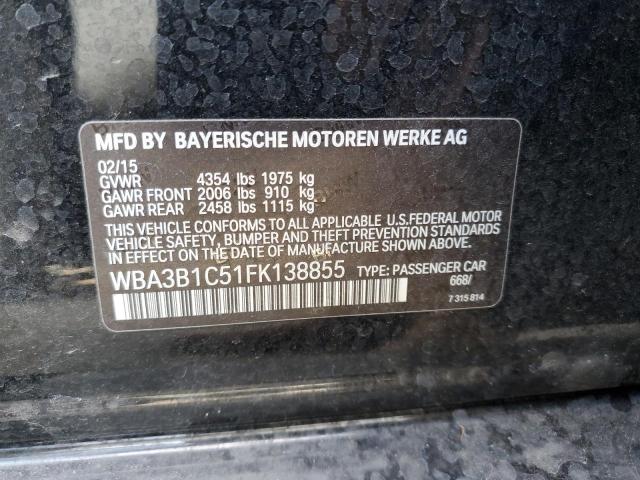 MFD BY BAYERISCHE MOTOREN WERKE AG
02/15
GVWR 4354 lbs 1975 kg
GAWR FRONT 2006 lbs 910 kg
GAWR REAR 2458 lbs 1115 kg
THIS VEHICLE CONFORMS TO ALL APPLICABLE U.S.FEDERAL MOTOR
VEHICLE SAFETY, BUMPER AND THEFT PREVENTION STANDARDS
IN EFFECT ON THE DATE OF MANUFACTURE SHOWN ABOVE.
WBA3B1C51FK138855 TYPE: PASSENGER CAR
668/
7 315 814